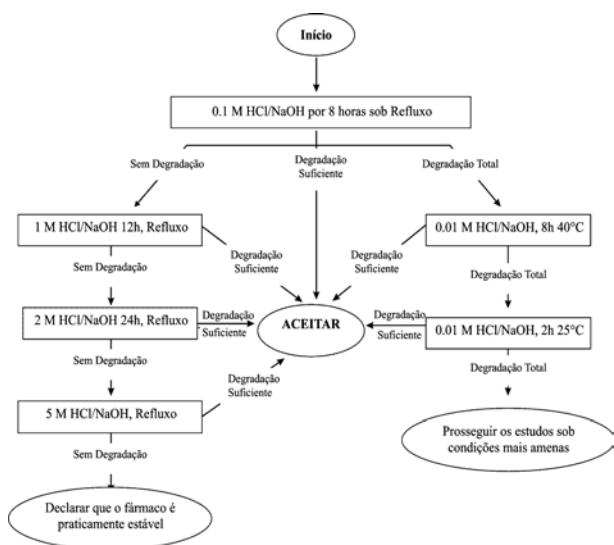 Início
0.1 M HCl/NaOH por 8 horas sob Refluxo
Sem Degradação
Degradação
Suficiente
Degradação Total
1 M HCl/NaOH 12h, Refluxo
Degradação
Suficiente
Degradação
Suficiente
0.01 M HCl/NaOH, 8h 40°C
Sem Degradação
Degradação Total
2 M HCl/NaOH 24h, Refluxo
Degradação
Suficiente
ACEITAR
Degradação
Suficiente
0.01 M HCl/NaOH, 2h 25°C
Sem Degradação
Degradação
Suficiente
Degradação Total
5 M HCl/NaOH, Refluxo
Prosseguir os estudos sob
condições mais amenas
Sem Degradação
Declarar que o fármaco é
praticamente estável